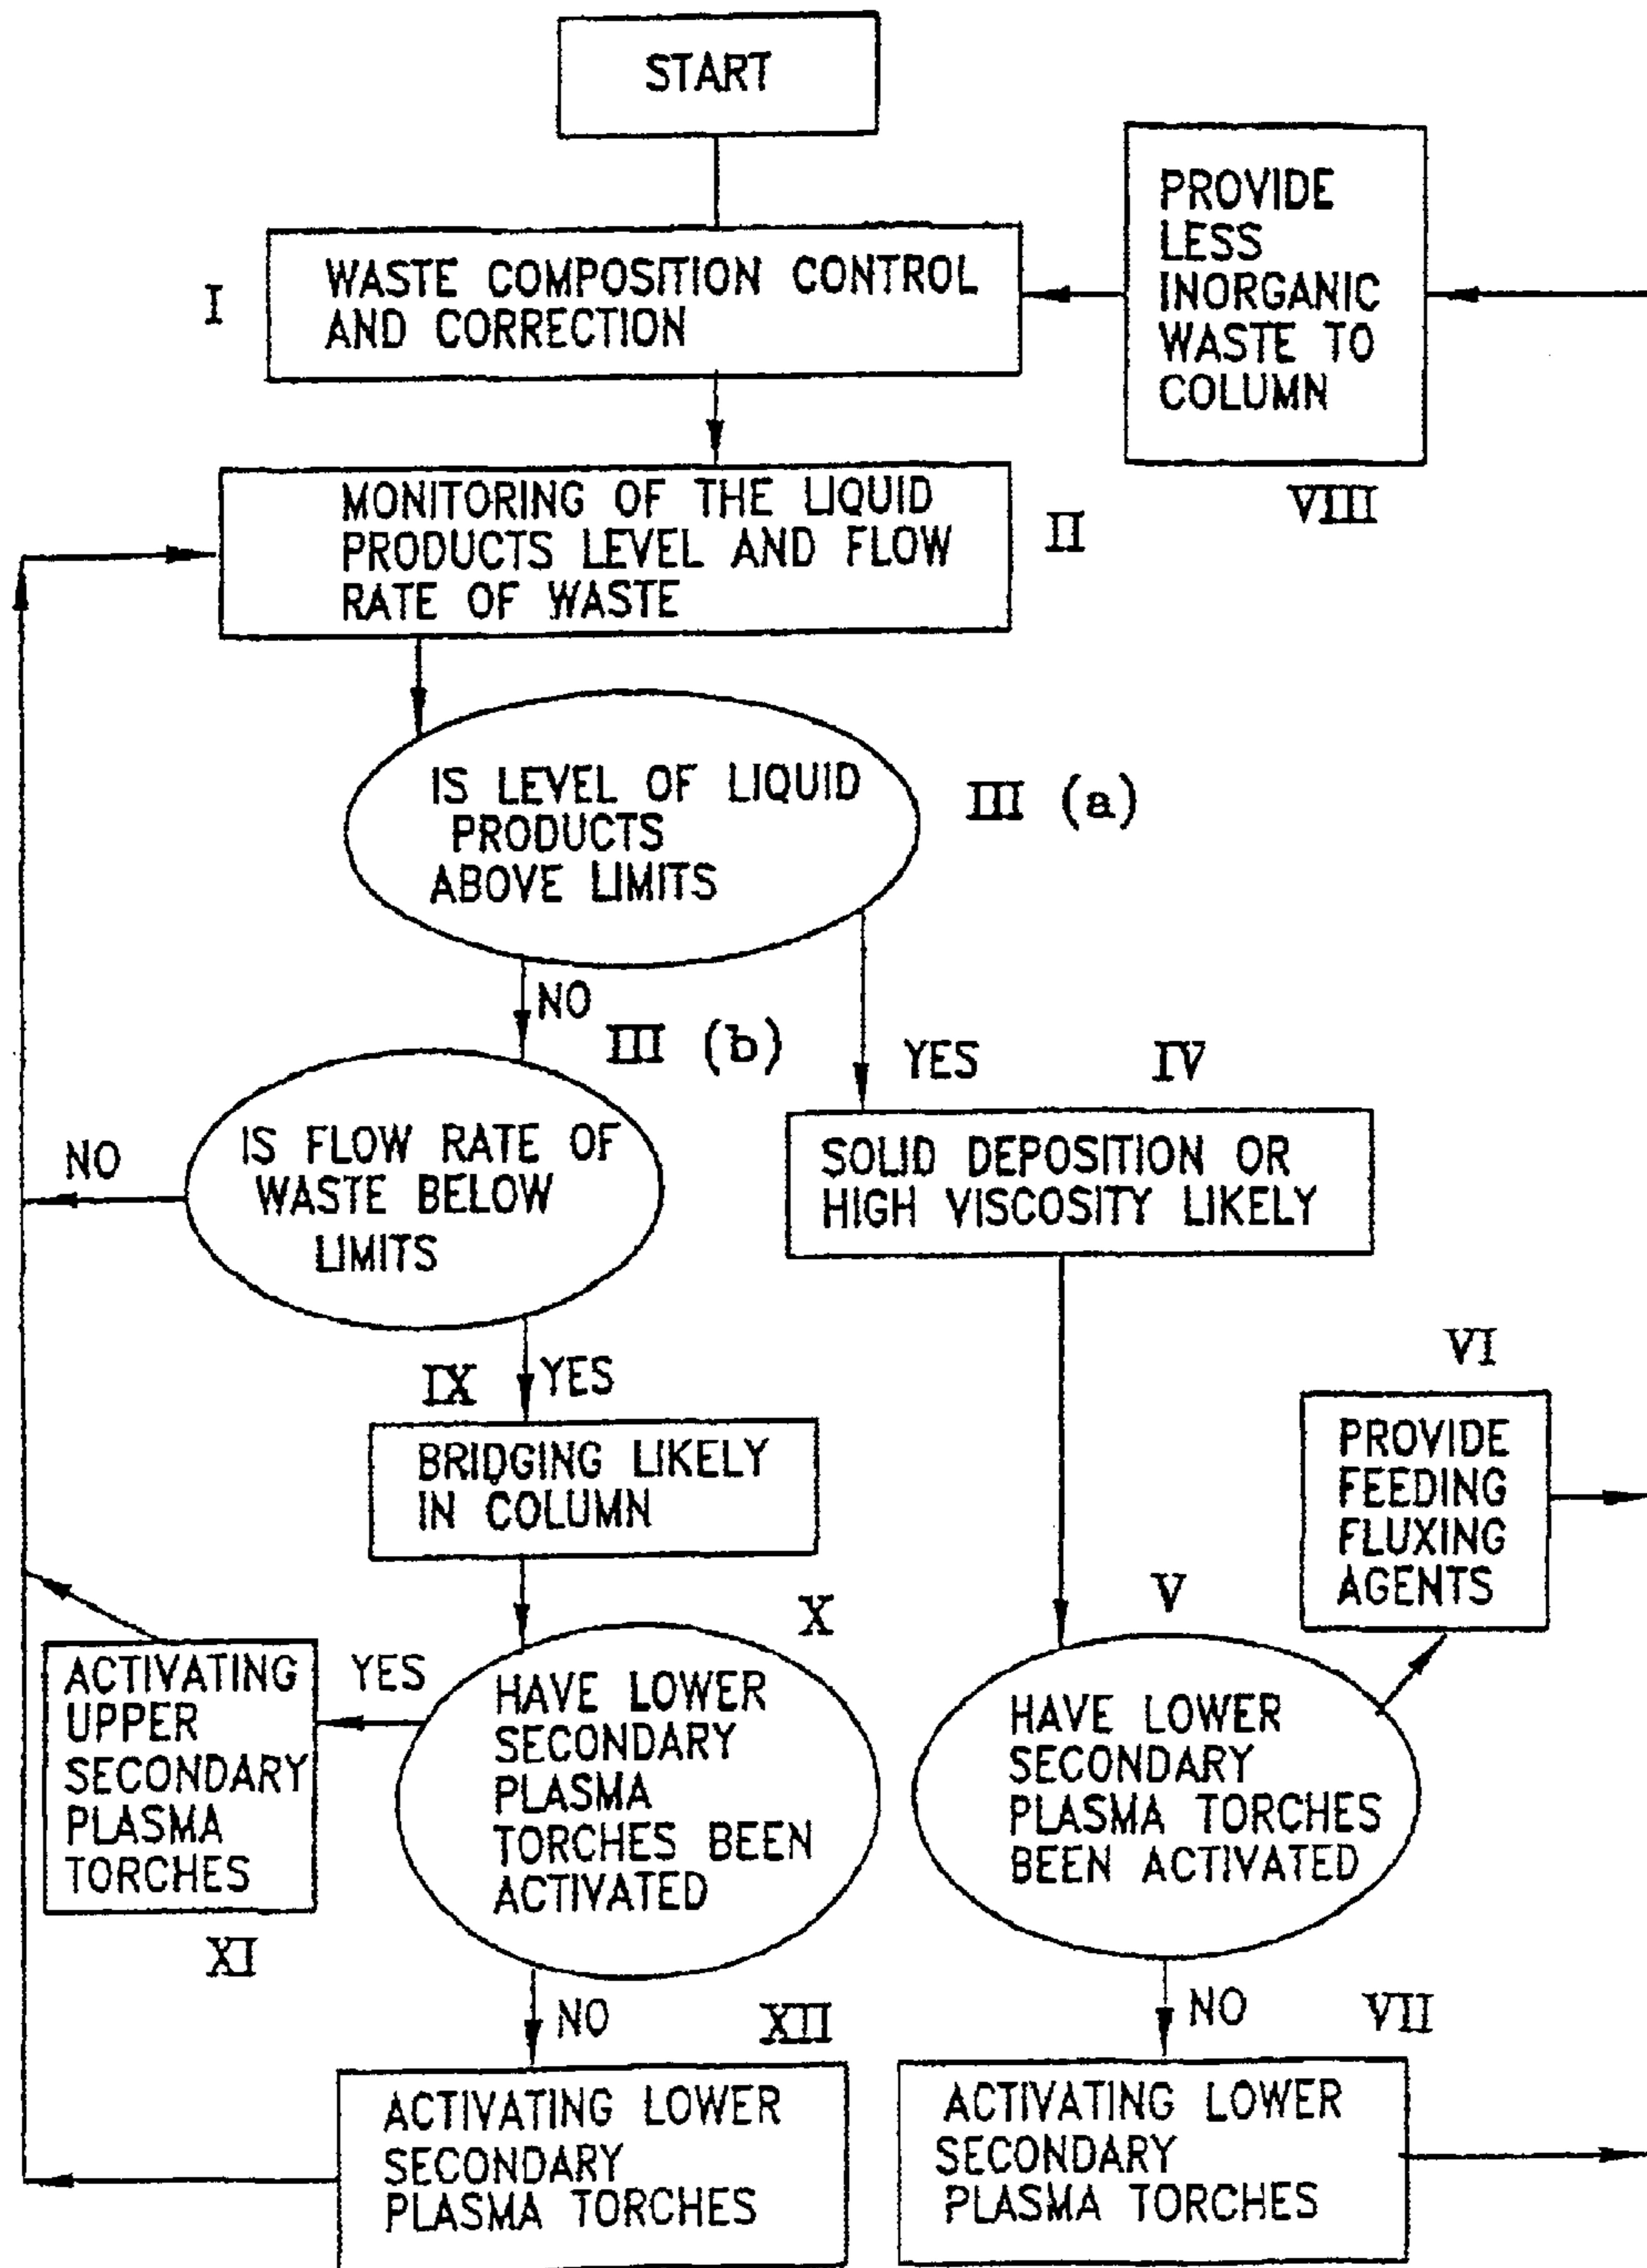 START
PROVIDE
LESS
INORGANIC
WASTE TO
COLUMN
VIII
I
WASTE COMPOSITION CONTROL
AND CORRECTION
MONITORING OF THE LIQUID
PRODUCTS LEVEL AND FLOW
RATE OF WASTE
II
IS LEVEL OF LIQUID
PRODUCTS
ABOVE LIMITS
III (a)
NO
III (b)
YES
IV
IS FLOW RATE OF
WASTE BELOW
LIMITS
NO
SOLID DEPOSITION OR
HIGH VISCOSITY LIKELY
IX
YES
BRIDGING LIKELY
IN COLUMN
VI
PROVIDE
FEEDING
FLUXING
AGENTS
X
HAVE LOWER
SECONDARY
PLASMA
TORCHES BEEN
ACTIVATED
YES
ACTIVATING
UPPER
SECONDARY
PLASMA
TORCHES
XI
V
HAVE LOWER
SECONDARY
PLASMA TORCHES
BEEN ACTIVATED
NO
XII
ACTIVATING LOWER
SECONDARY
PLASMA TORCHES
NO
VII
ACTIVATING LOWER
SECONDARY
PLASMA TORCHES